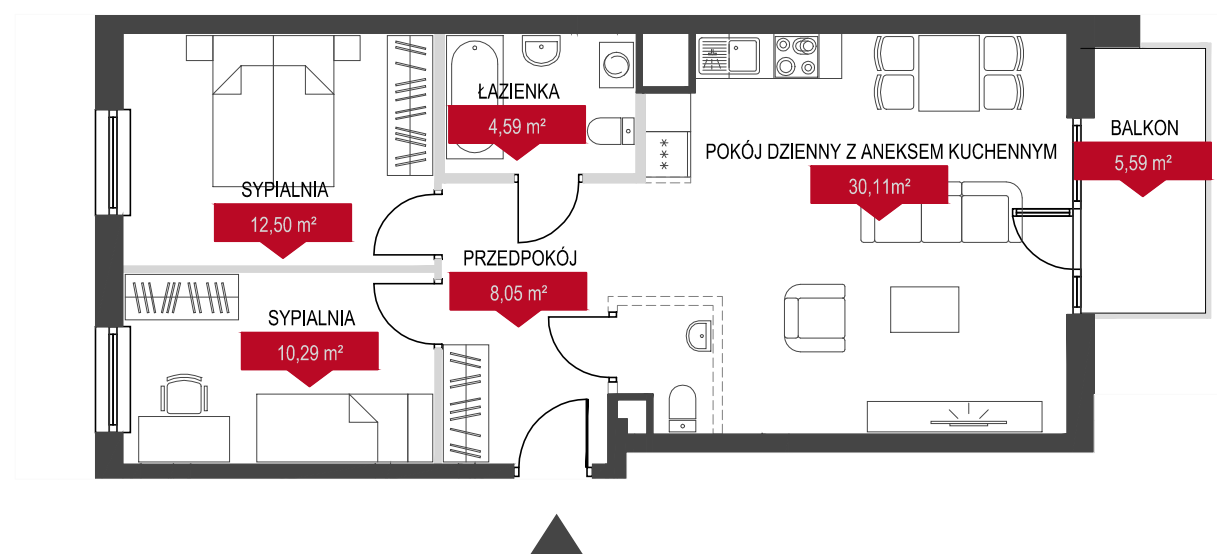 ŁAZIENKA
4,59 m²
BALKON
5,59 m²
POKÓJ DZIENNY Z ANEKSEM KUCHENNYM
30,11m²
SYPIALNIA
12,50 m²
PRZEDPOKÓJ
8,05 m²
SYPIALNIA
10,29 m²